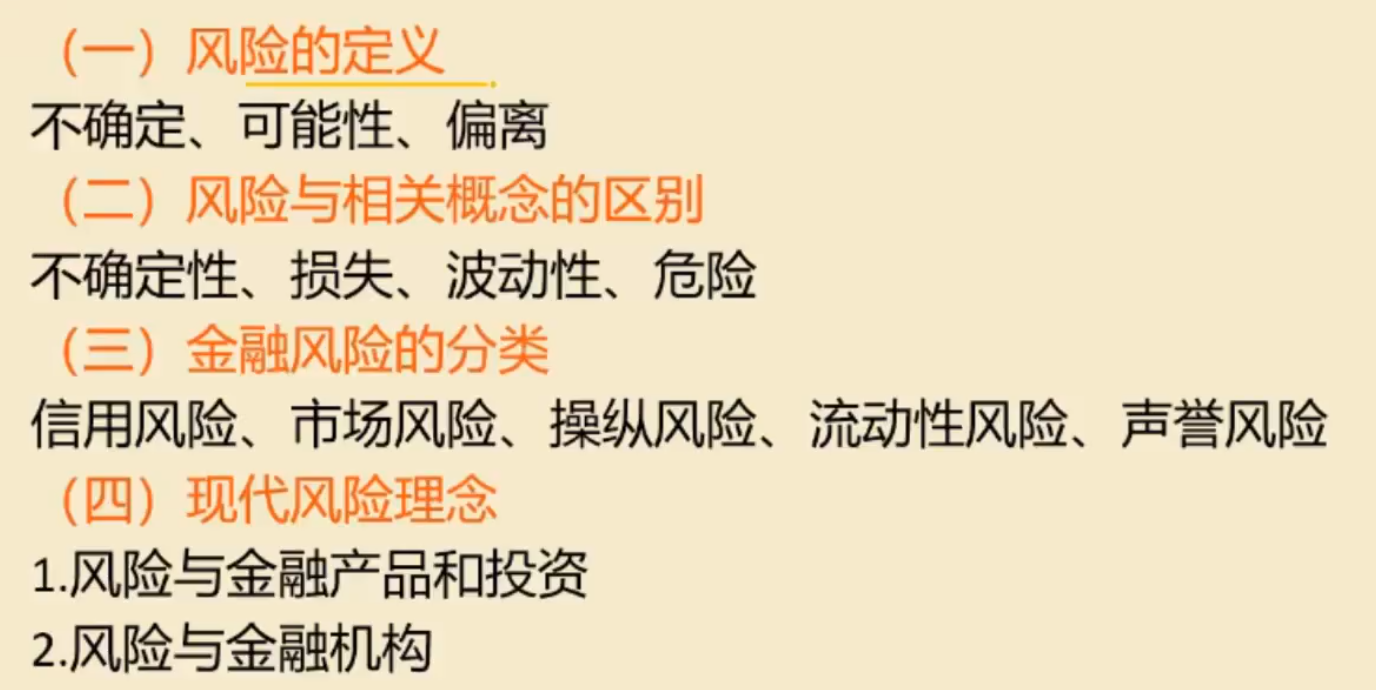 （一）风险的定义
不确定、可能性、偏离
（二）风险与相关概念的区别
不确定性、损失、波动性、危险
（三）金融风险的分类
信用风险、市场风险、操纵风险、流动性风险、声誉风险
（四）现代风险理念
1.风险与金融产品和投资
2.风险与金融机构